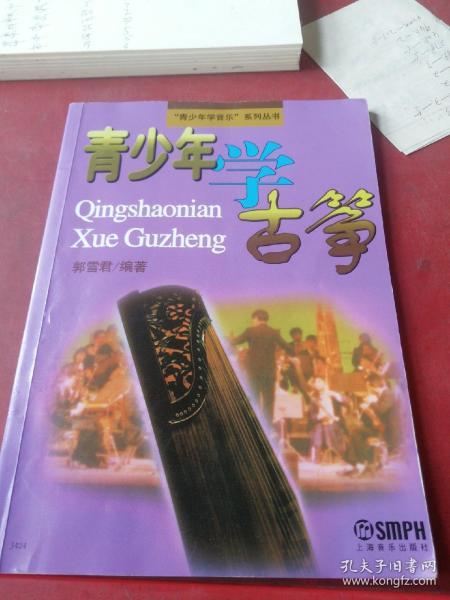 “青少年学音乐”系列丛书
青少年学
古筝
Qingshaonian
Xue Guzheng
郭雪君/编著
SMPH
上海音乐出版社
3404
孔夫子旧书网
www.kongfz.com